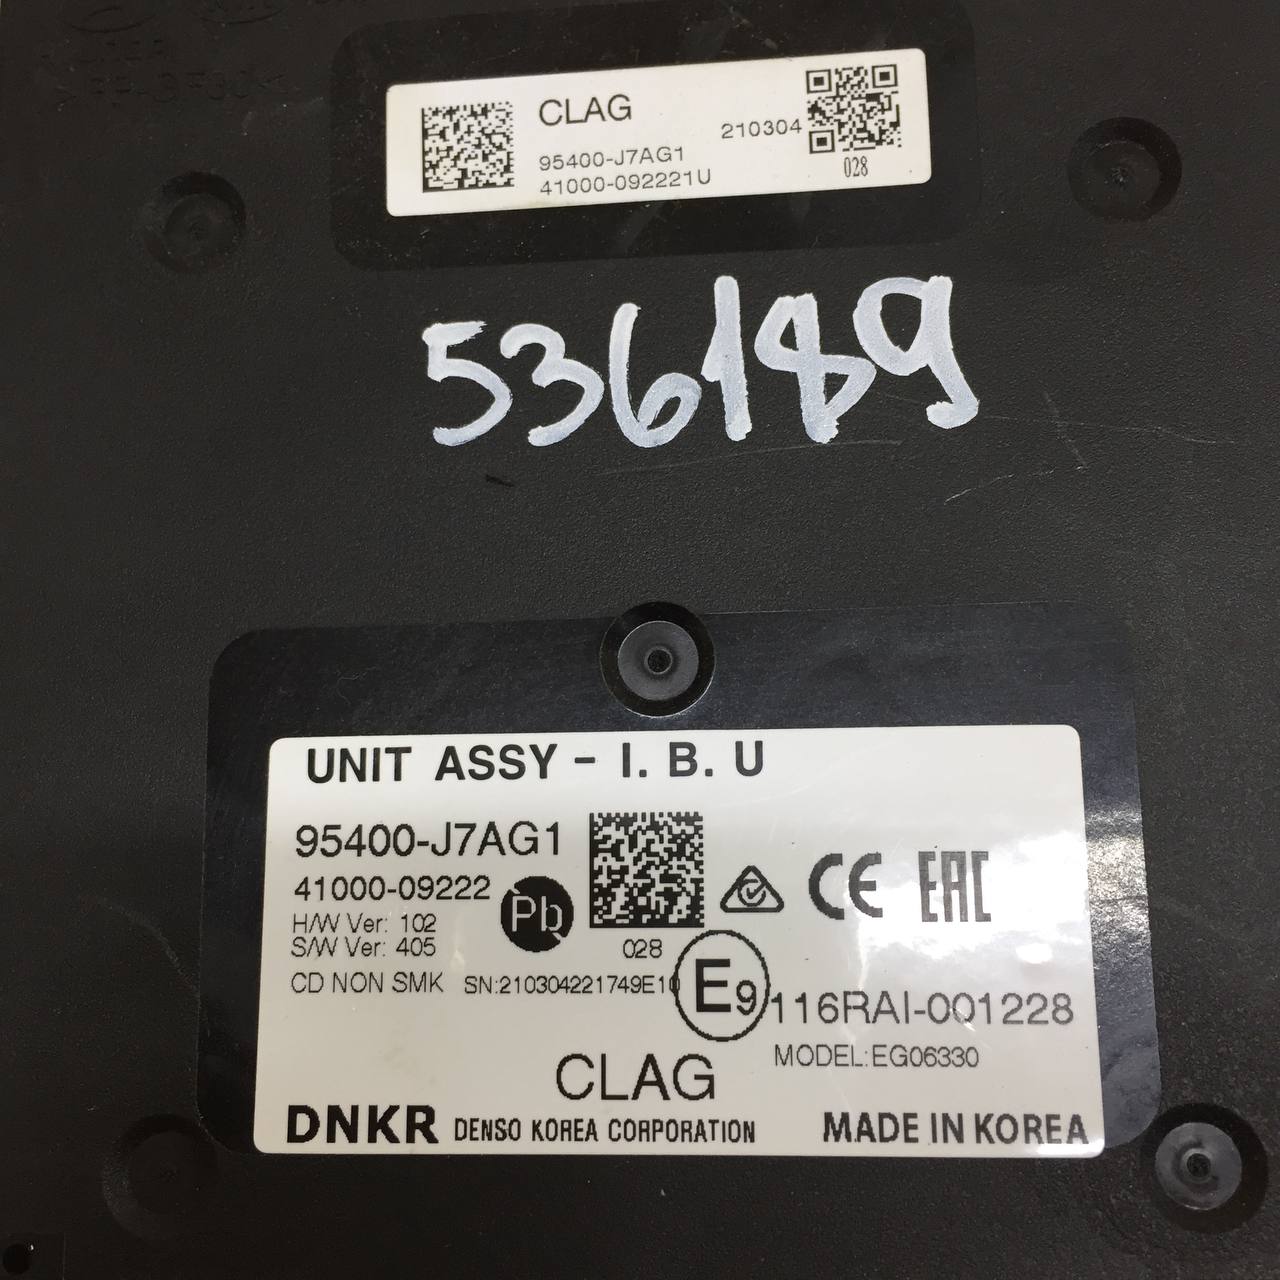 CLAG
210304
95400-J7AG1
41000-092221U
028
536189
UNIT ASSY - I. B. U
95400-J7AG1
41000-09222
Pb
H/W Ver: 102
S/W Ver: 405
028
CE EAC
CD NON SMK SN:210304221749E10
E9 116RAI-001228
MODEL:EG06330
CLAG
DNKR DENSO KOREA CORPORATION MADE IN KOREA